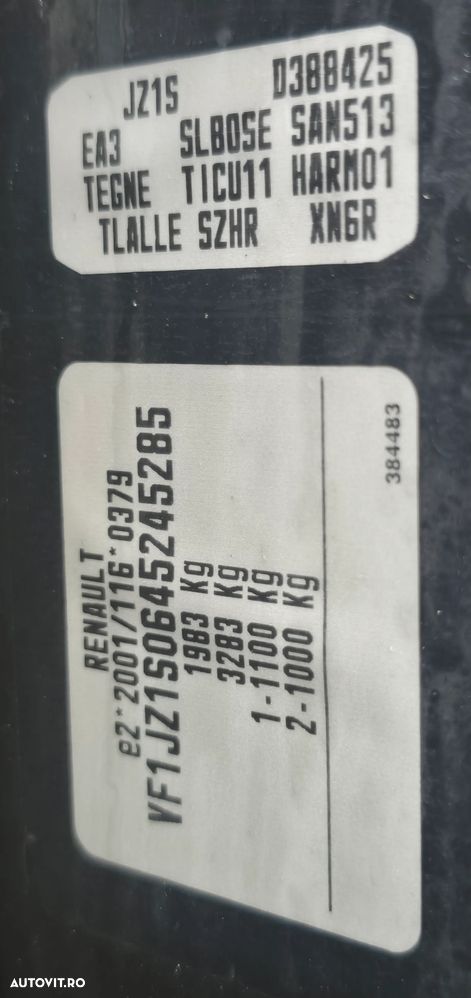 JZ1S D388425
EA3 SLBOSE SAN513
TEGNE TICU11 HARM01
TLALLE SZHR XN6R
RENAULT
e2*2001/116*0379
VF1JZ1S0645245285
1983 Kg
3283 Kg
1-1100 Kg
2-1000 Kg
384483
AUTOVIT.RO